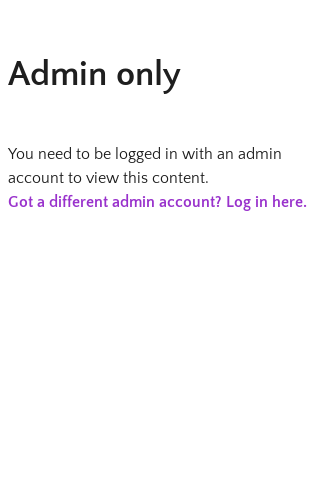 Admin only
You need to be logged in with an admin
account to view this content.
Got a different admin account? Log in here.